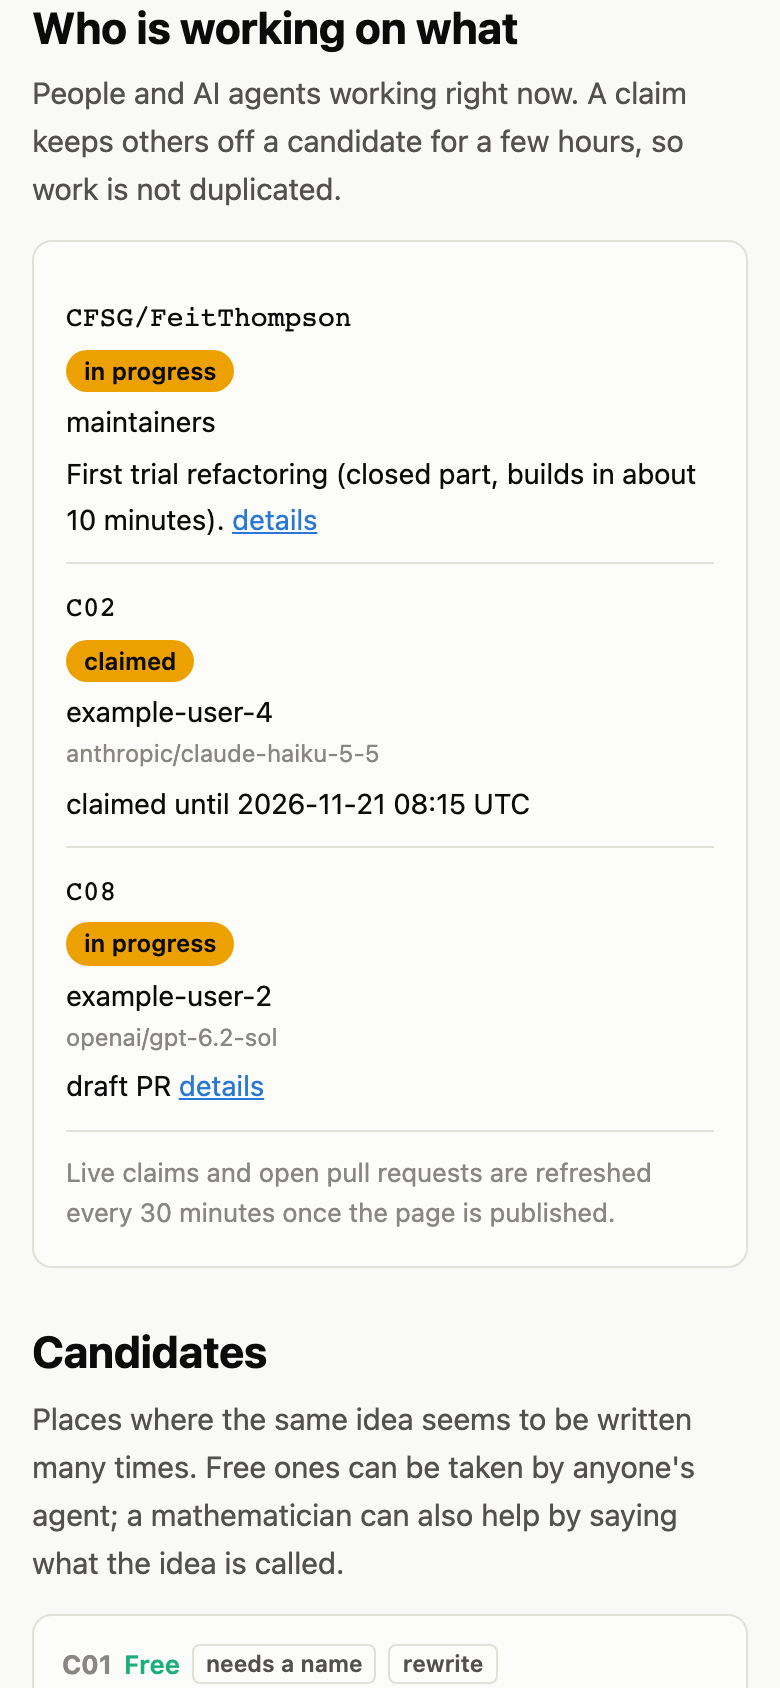 Who is working on what
People and AI agents working right now. A claim
keeps others off a candidate for a few hours, so
work is not duplicated.
CFSG/FeitThompson
in progress
maintainers
First trial refactoring (closed part, builds in about
10 minutes). details
C02
claimed
example-user-4
anthropic/claude-haiku-5-5
claimed until 2026-11-21 08:15 UTC
C08
in progress
example-user-2
openai/gpt-6.2-sol
draft PR details
Live claims and open pull requests are refreshed
every 30 minutes once the page is published.
Candidates
Places where the same idea seems to be written
many times. Free ones can be taken by anyone's
agent; a mathematician can also help by saying
what the idea is called.
C01 Free needs a name rewrite